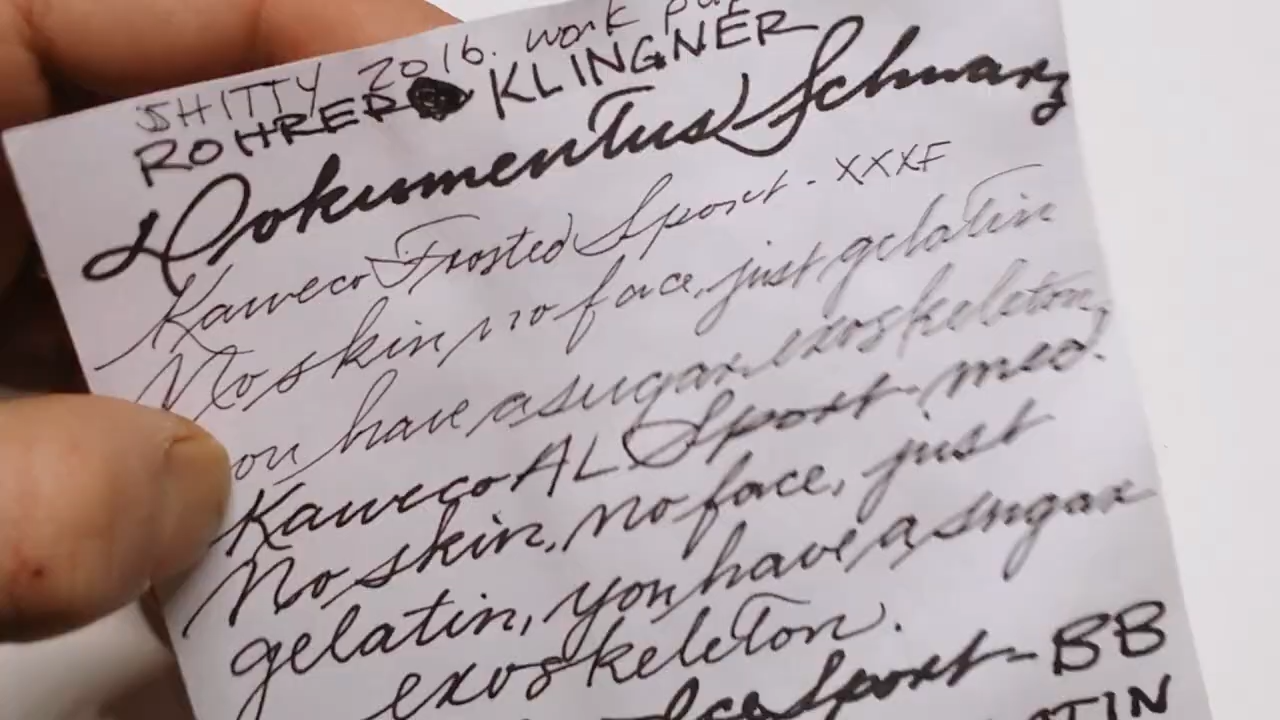 SHITTY 2016. work
ROHRER KLINGNER
Dokumentus Schwarz
Kaweco Frosted Sport - XXXF
No skin, no face, just gelatin
you have a sugar exoskeleton,
Kaweco AL Sport - med.
No skin, no face, just
gelatin, you have a sugar
exoskeleton.
Ice Sport - BB